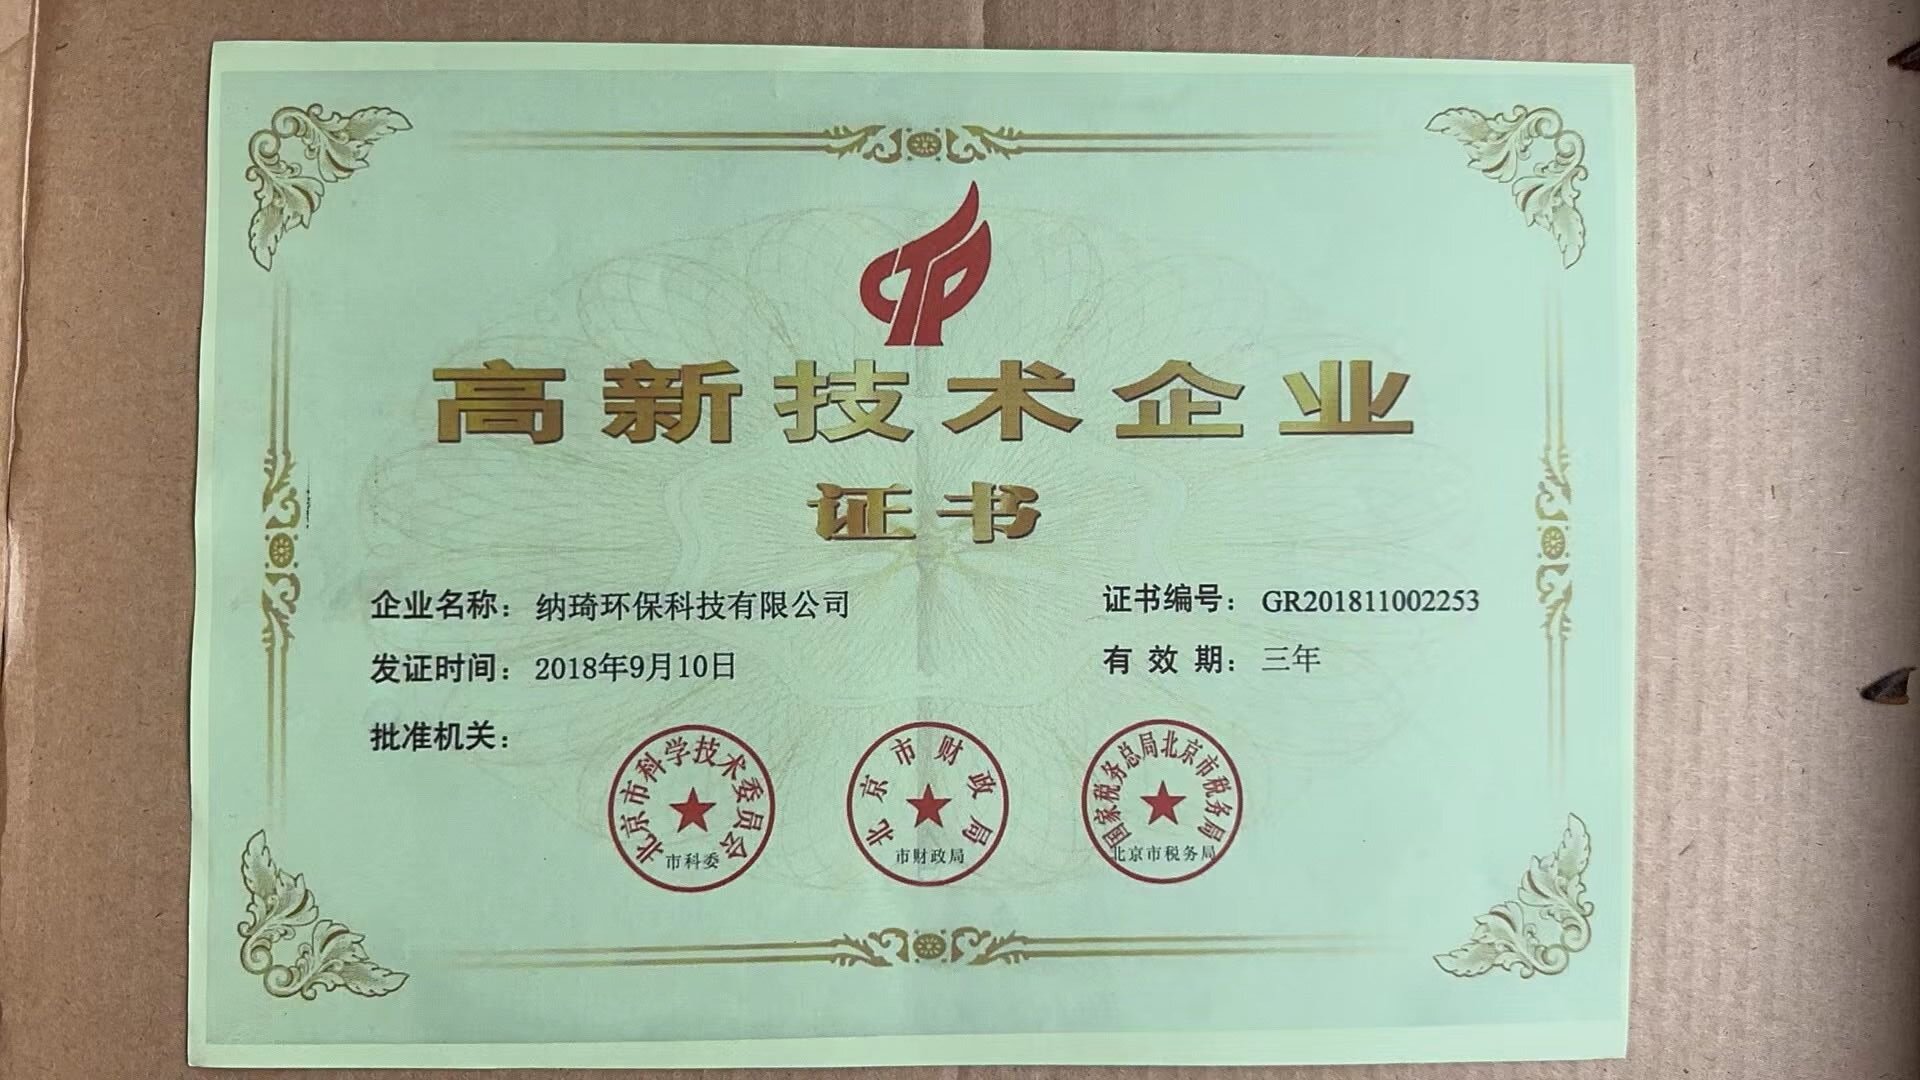 CTP
高新技术企业
证书
企业名称：纳琦环保科技有限公司
证书编号：GR201811002253
发证时间：2018年9月10日
有效期：三年
批准机关：
北京市科学技术委员会
市科委
北京市财政局
市财政局
国家税务总局北京市税务局
北京市税务局